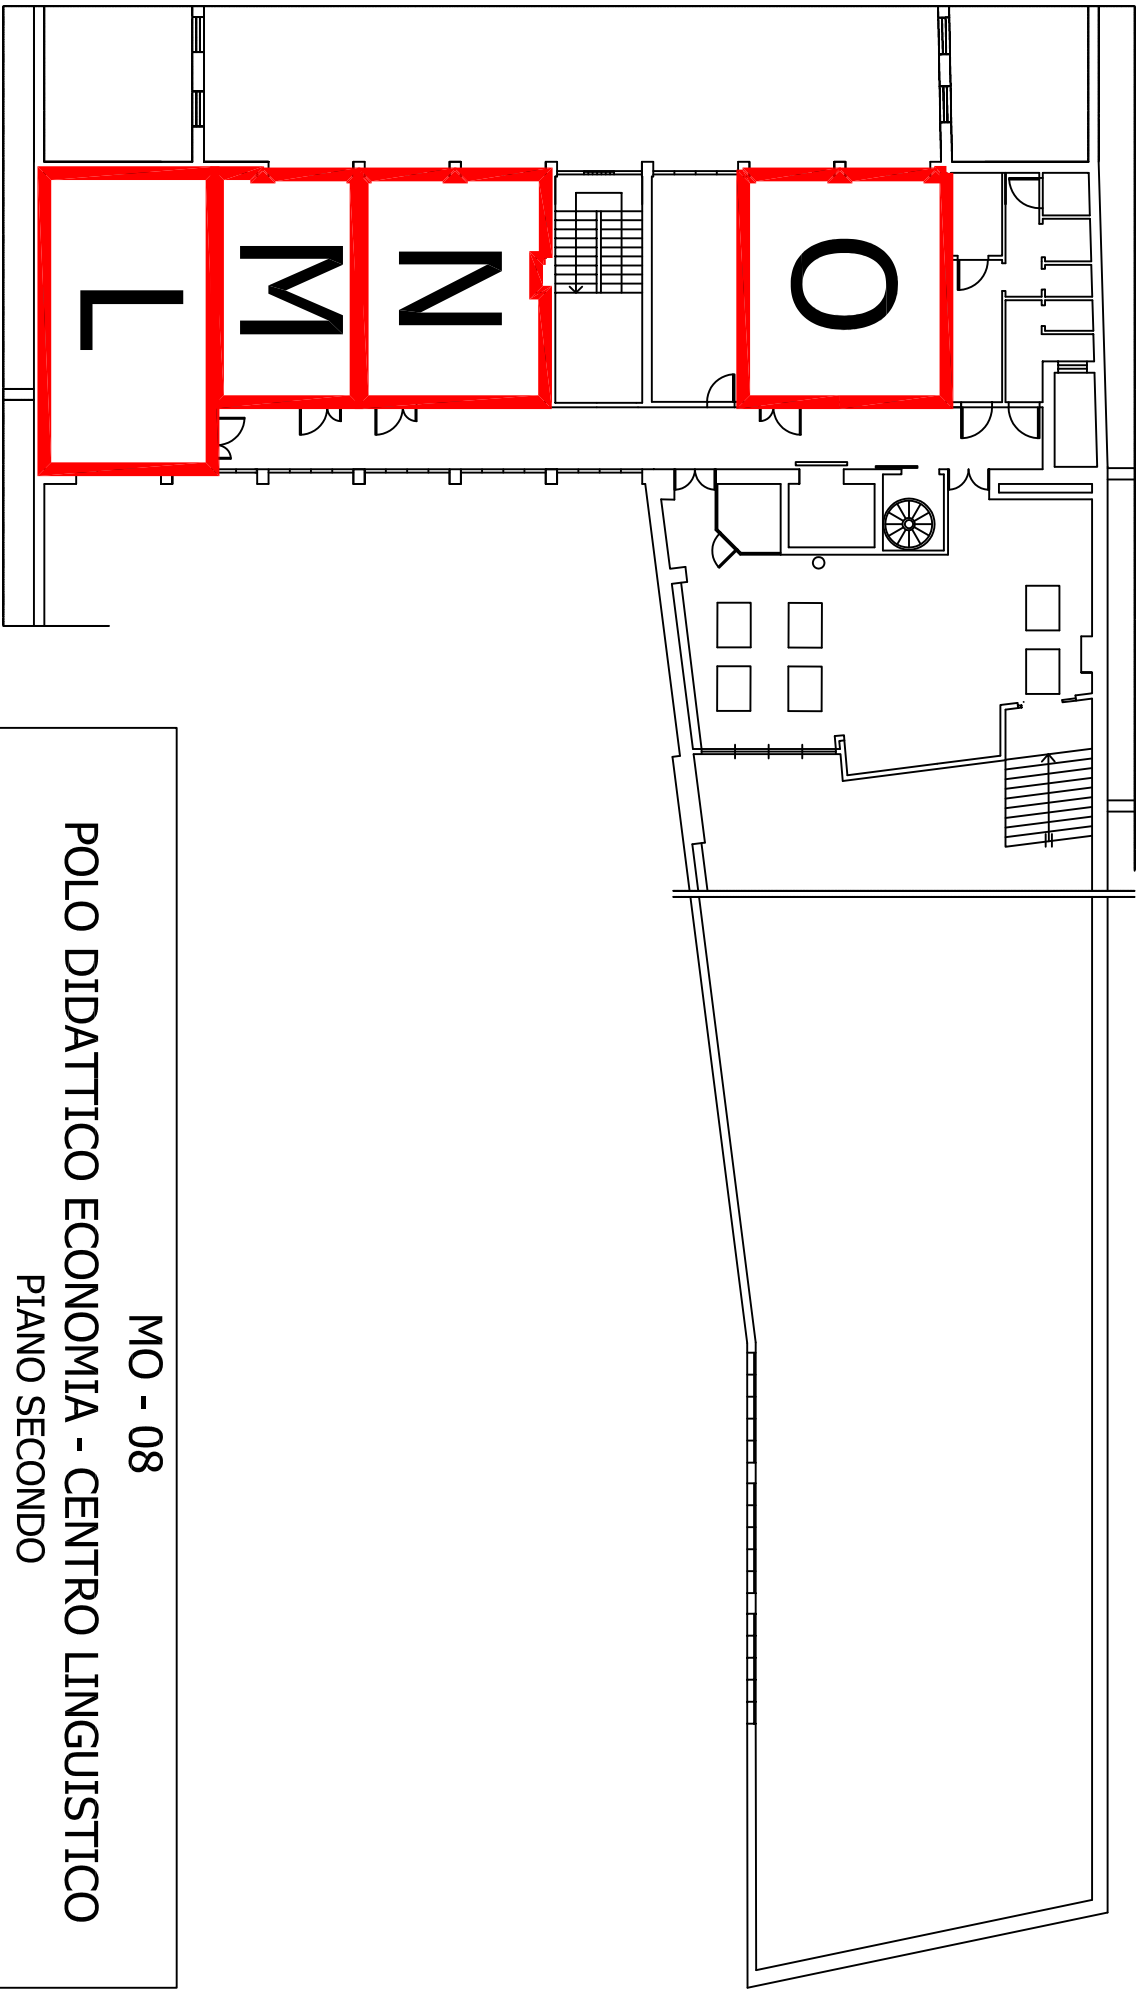 L
M
N
O
MO - 08
POLO DIDATTICO ECONOMIA - CENTRO LINGUISTICO
PIANO SECONDO